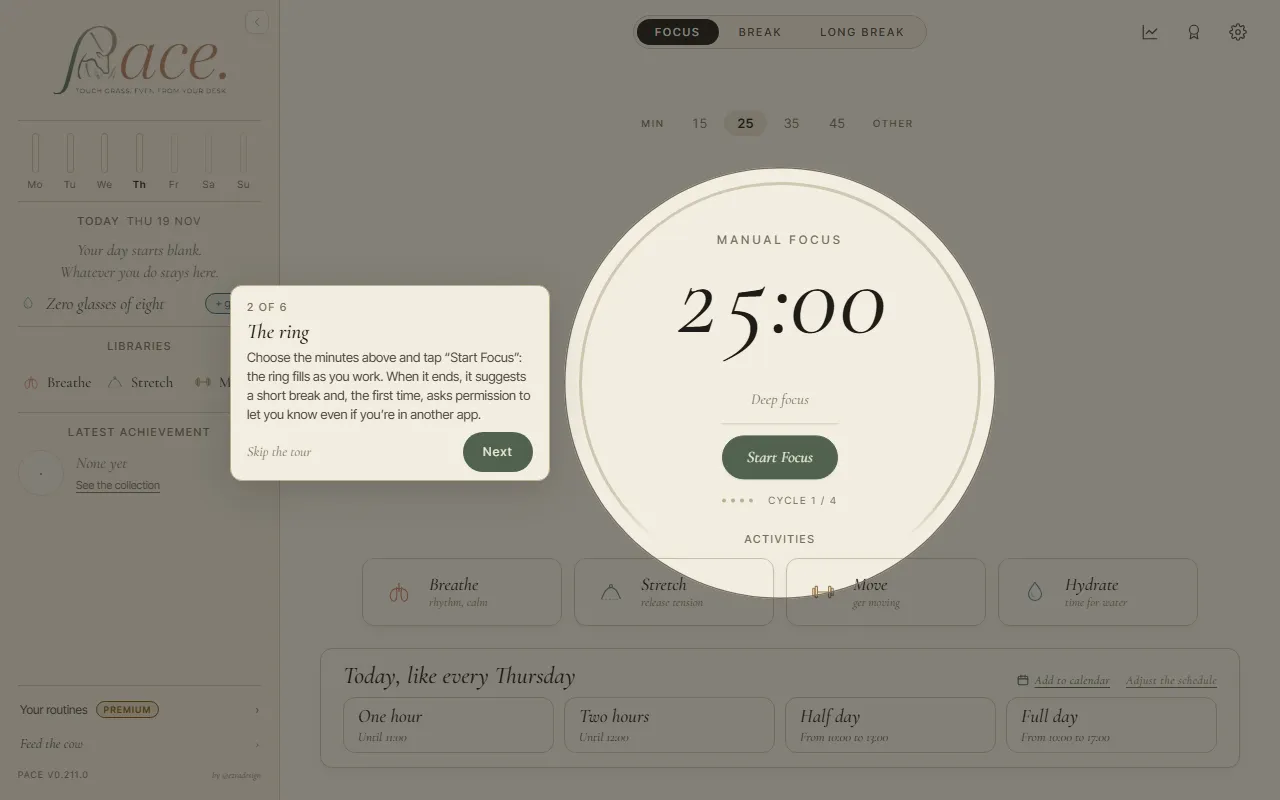 Pace.
TOUCH GRASS. EVEN FROM YOUR DESK
Mo Tu We Th Fr Sa Su
TODAY THU 19 NOV
Your day starts blank.
Whatever you do stays here.
Zero glasses of eight
LIBRARIES
Breathe Stretch
LATEST ACHIEVEMENT
None yet
See the collection
Your routines PREMIUM
Feed the cow
PACE V0.211.0
2 OF 6
The ring
Choose the minutes above and tap “Start Focus”:
the ring fills as you work. When it ends, it suggests
a short break and, the first time, asks permission to
let you know even if you’re in another app.
Skip the tour Next
FOCUS BREAK LONG BREAK
MIN 15 25 35 45 OTHER
MANUAL FOCUS
25:00
Deep focus
Start Focus
CYCLE 1 / 4
ACTIVITIES
Breathe
rhythm, calm
Stretch
release tension
Move
get moving
Hydrate
time for water
Today, like every Thursday
Add to calendar Adjust the schedule
One hour
Until 11:00
Two hours
Until 12:00
Half day
From 10:00 to 13:00
Full day
From 10:00 to 17:00